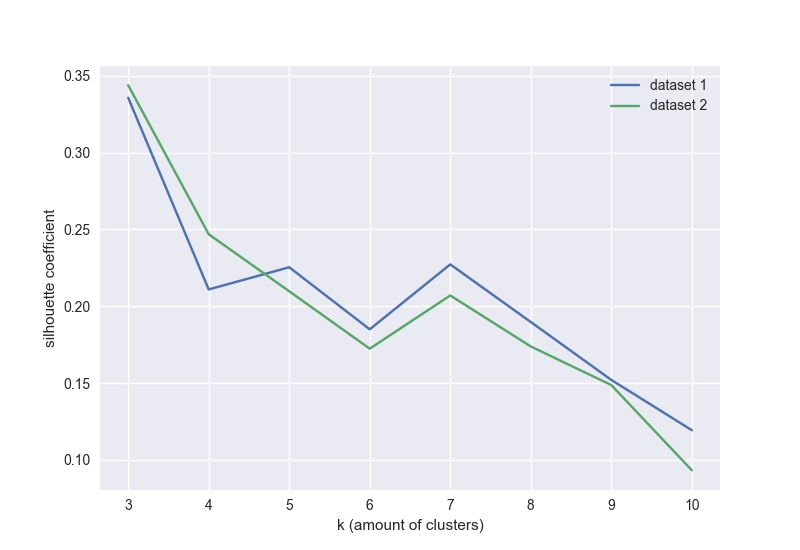 0.35
0.30
0.25
0.20
0.15
0.10
silhouette coefficient
dataset 1
dataset 2
3 4 5 6 7 8 9 10
k (amount of clusters)